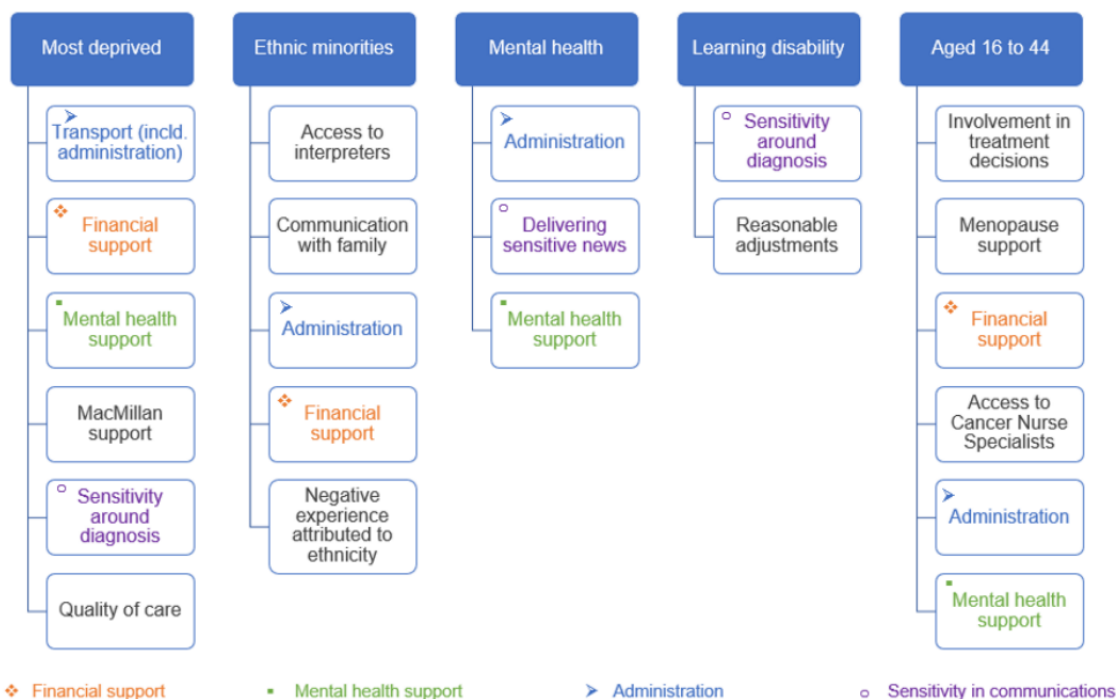 Most deprived
Transport (incld.
administration)
Financial
support
Mental health
support
MacMillan
support
Sensitivity
around
diagnosis
Quality of care
Ethnic minorities
Access to
interpreters
Communication
with family
Administration
Financial
support
Negative
experience
attributed to
ethnicity
Mental health
Administration
Delivering
sensitive news
Mental health
support
Learning disability
Sensitivity
around
diagnosis
Reasonable
adjustments
Aged 16 to 44
Involvement in
treatment
decisions
Menopause
support
Financial
support
Access to
Cancer Nurse
Specialists
Administration
Mental health
support
Financial support
Mental health support
Administration
Sensitivity in communications